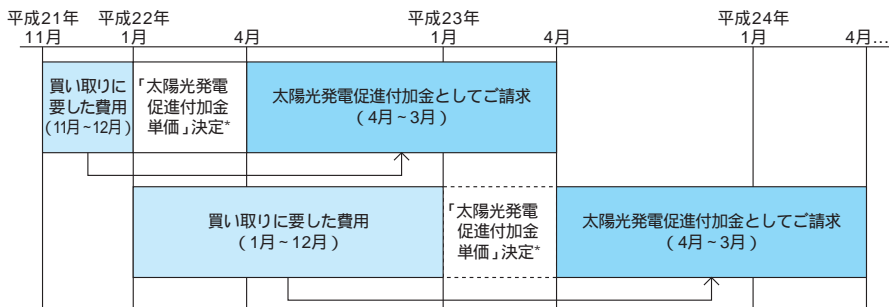 平成21年
平成22年
平成23年
平成24年
11月
1月
4月
1月
4月
1月
4月...
買い取りに
要した費用
（11月~12月）
「太陽光発電
促進付加金
単価」決定*
太陽光発電促進付加金としてご請求
（4月~3月）
買い取りに要した費用
（1月~12月）
「太陽光発電
促進付加金
単価」決定*
太陽光発電促進付加金としてご請求
（4月~3月）